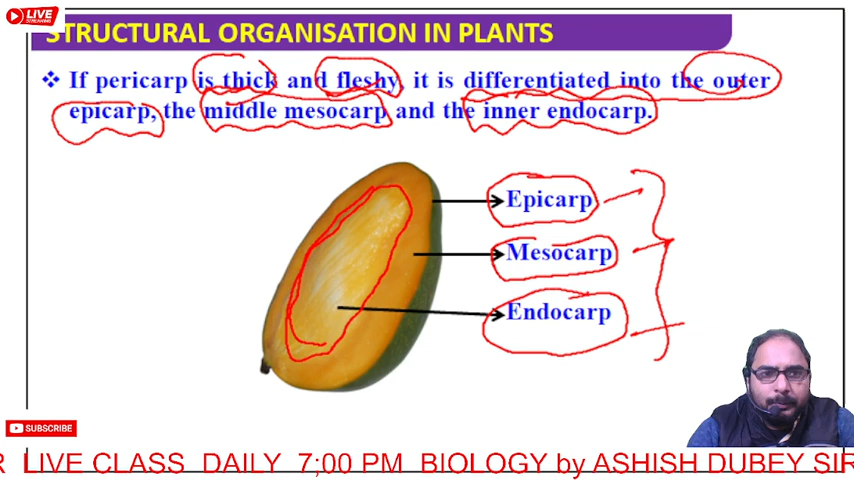 LIVE
STREAMING
STRUCTURAL ORGANISATION IN PLANTS
❖ If pericarp is thick and fleshy, it is differentiated into the outer
epicarp, the middle mesocarp and the inner endocarp.
Epicarp
Mesocarp
Endocarp
SUBSCRIBE
R LIVE CLASS DAILY 7;00 PM BIOLOGY by ASHISH DUBEY SIR